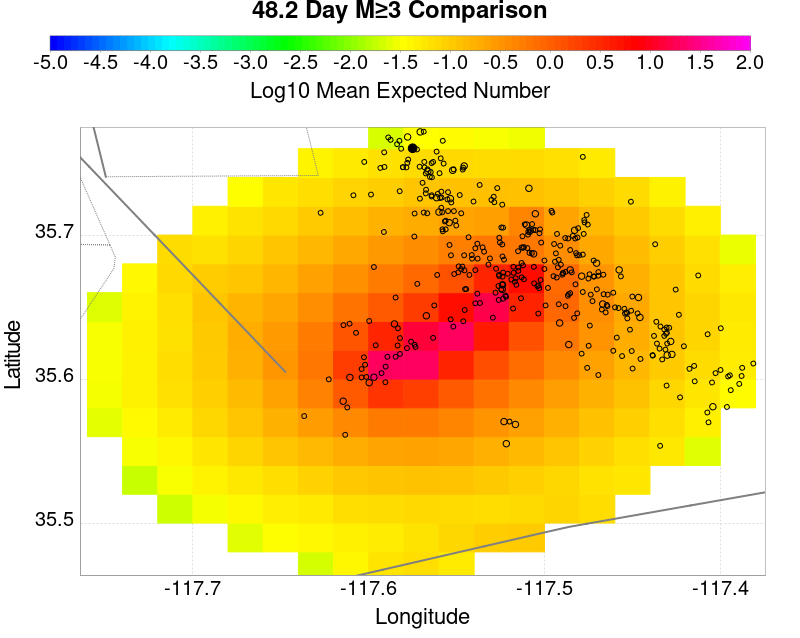 48.2 Day M≥3 Comparison
-5.0 -4.5 -4.0 -3.5 -3.0 -2.5 -2.0 -1.5 -1.0 -0.5 0.0 0.5 1.0 1.5 2.0
Log10 Mean Expected Number
35.7
35.6
35.5
Latitude
-117.7 -117.6 -117.5 -117.4
Longitude